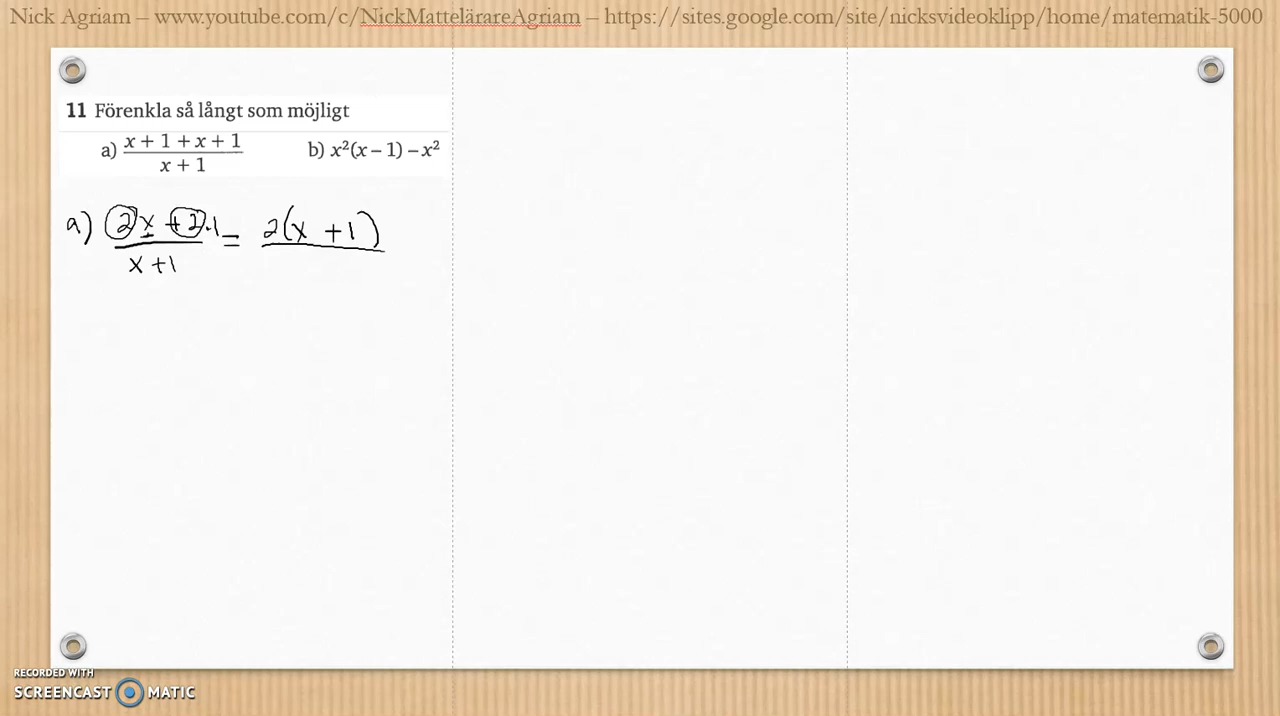 Nick Agriam – www.youtube.com/c/NickMattelärareAgriam – https://sites.google.com/site/nicksvideoklipp/home/matematik-5000
11 Förenkla så långt som möjligt
a) x + 1 + x + 1 / x + 1 b) x²(x – 1) – x²
a) 2x + 2·1 / x + 1 = 2(x + 1)
RECORDED WITH
SCREENCAST MATIC